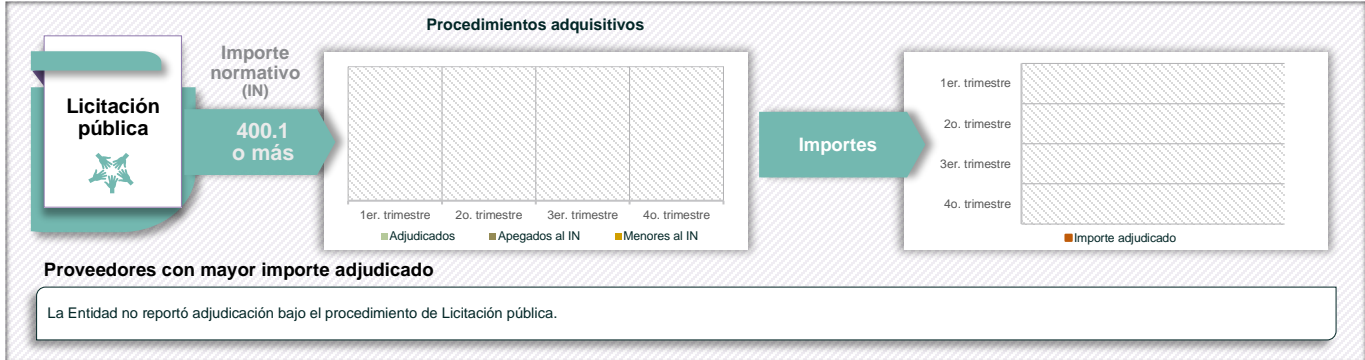 Procedimientos adquisitivos
Licitación
pública
Importe
normativo
(IN)
400.1
o más
1er. trimestre
2o. trimestre
3er. trimestre
4o. trimestre
Adjudicados
Apegados al IN
Menores al IN
Importes
1er. trimestre
2o. trimestre
3er. trimestre
4o. trimestre
Importe adjudicado
Proveedores con mayor importe adjudicado
La Entidad no reportó adjudicación bajo el procedimiento de Licitación pública.